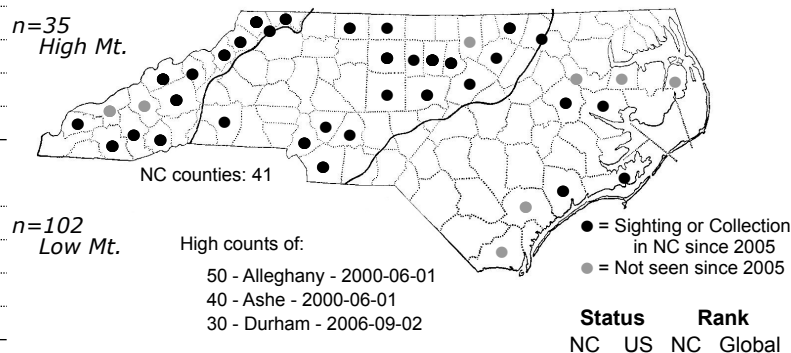 n=35
High Mt.
NC counties: 41
n=102
Low Mt.
High counts of:
50 - Alleghany - 2000-06-01
40 - Ashe - 2000-06-01
30 - Durham - 2006-09-02
= Sighting or Collection
in NC since 2005
= Not seen since 2005
Status Rank
NC US NC Global